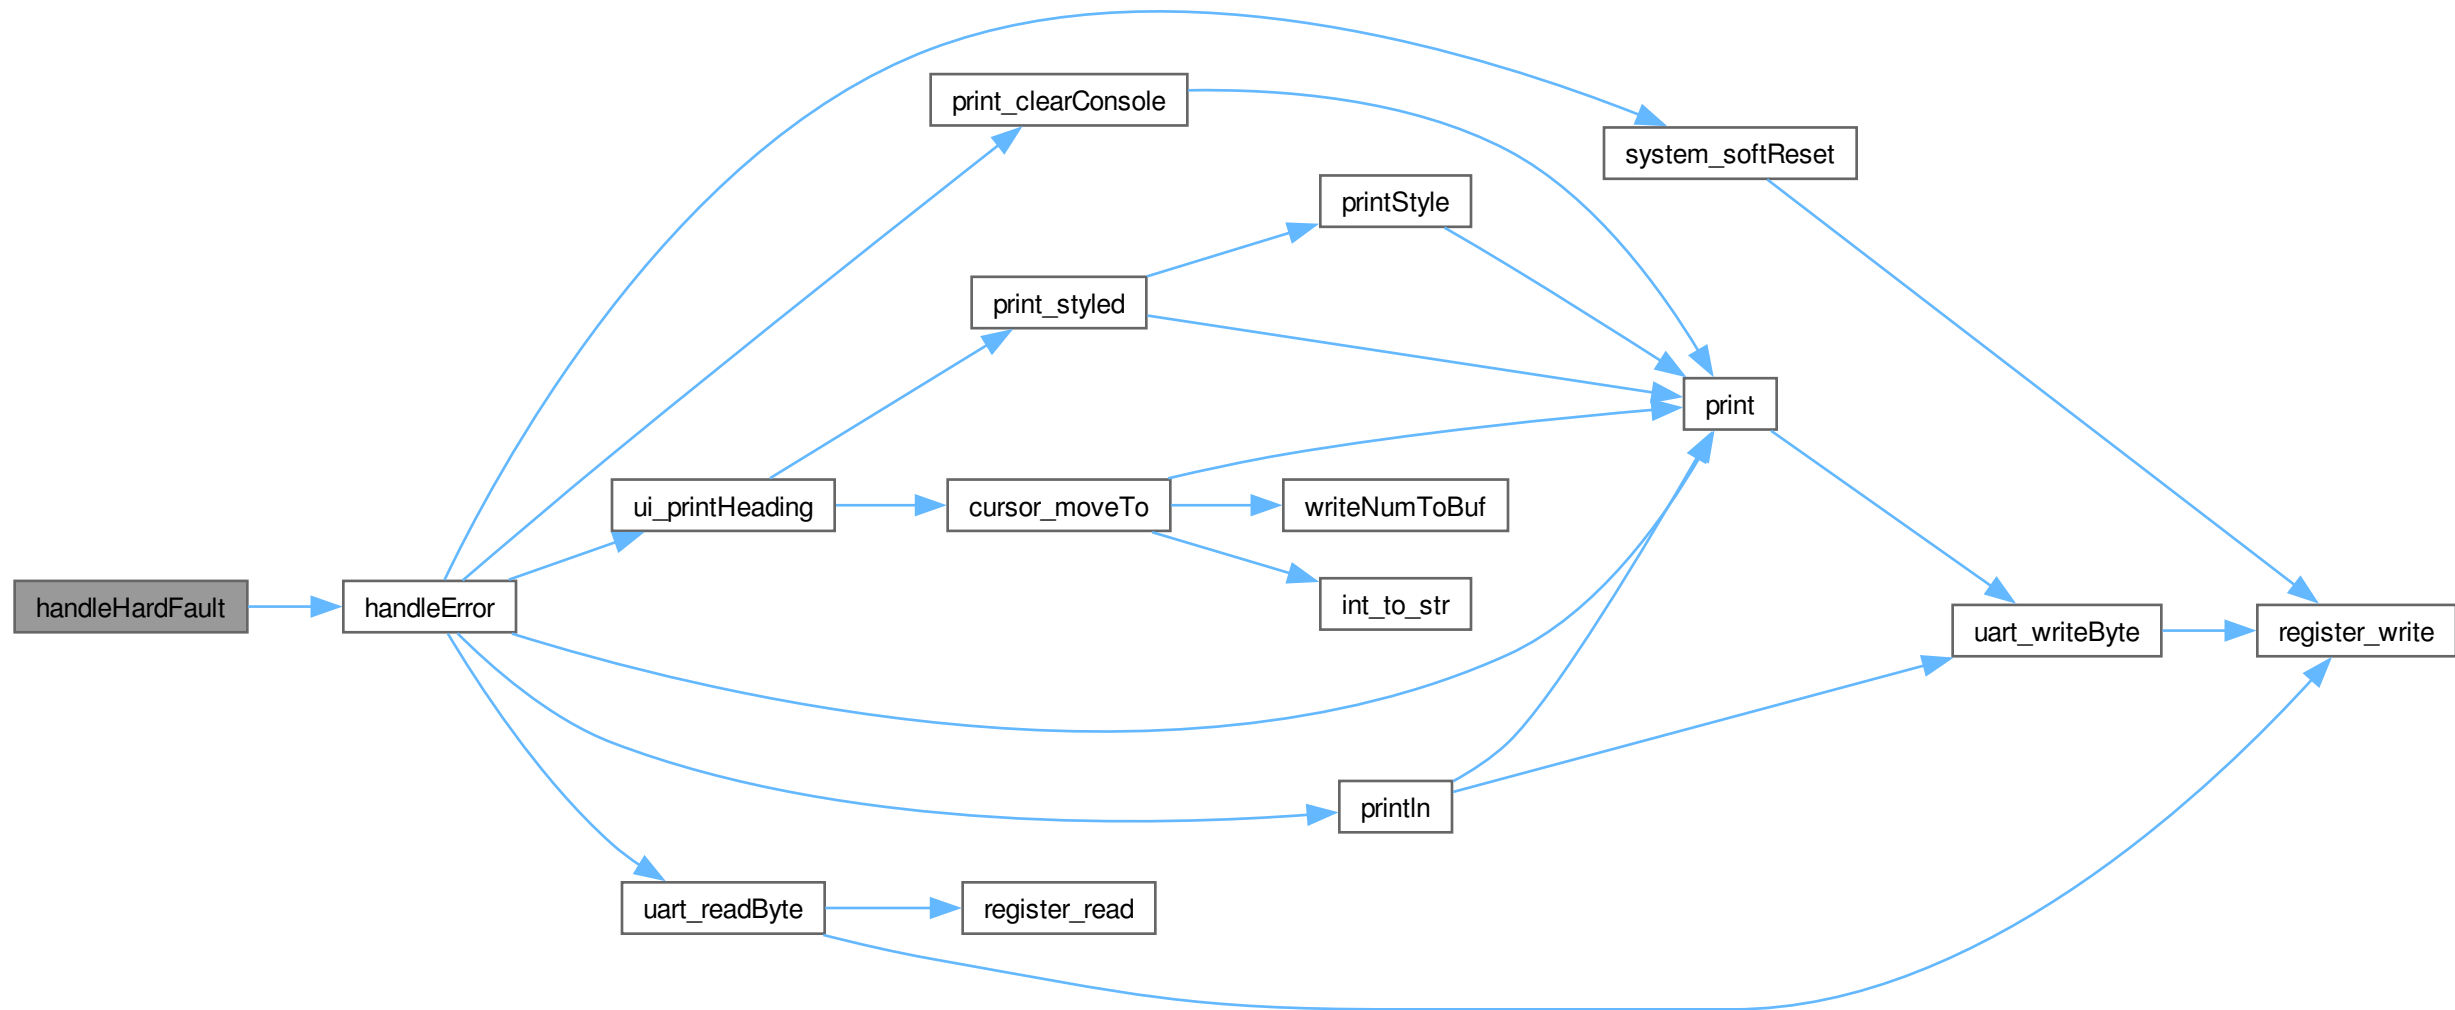 print_clearConsole
system_softReset
printStyle
print_styled
print
ui_printHeading
cursor_moveTo
writeNumToBuf
handleHardFault
handleError
int_to_str
uart_writeByte
register_write
println
uart_readByte
register_read